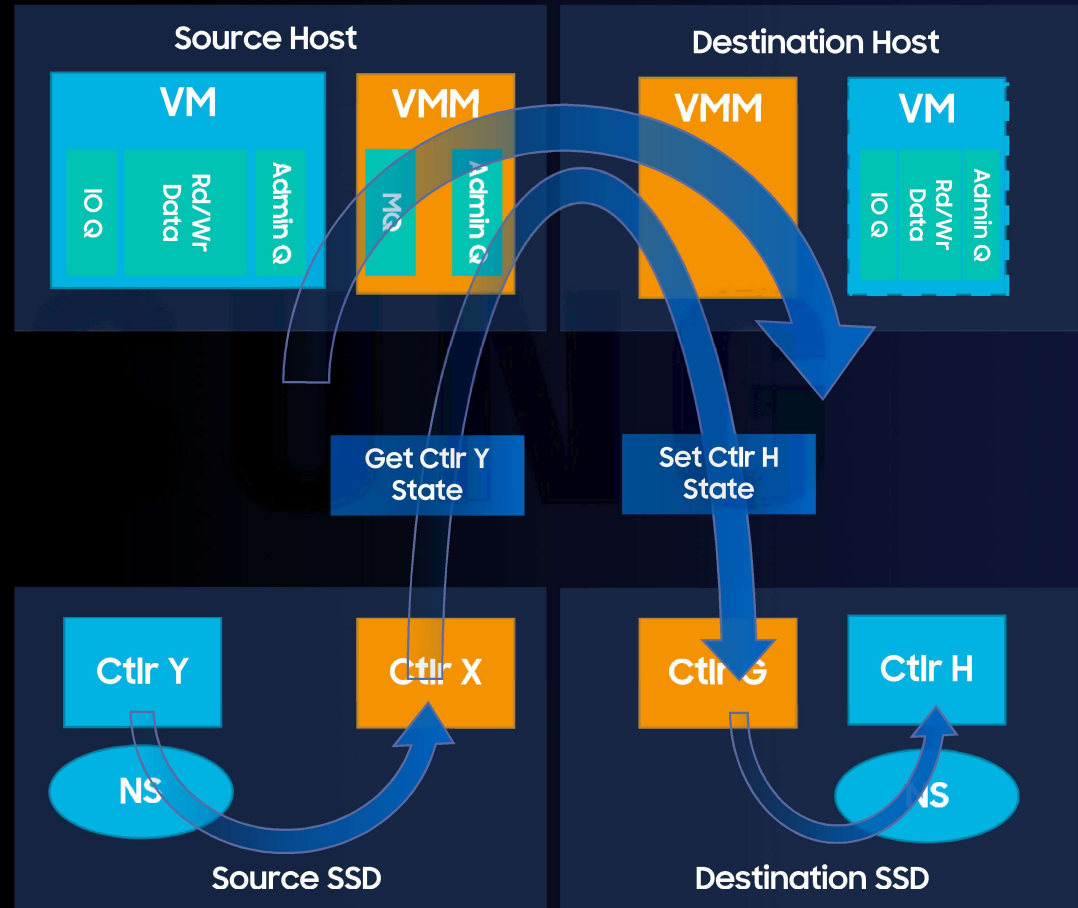 Source Host
Destination Host
VM
VMM
VMM
VM
IO Q
Rd/Wr
Data
Admin Q
MQ
Admin Q
IO Q
Rd/Wr
Data
Admin Q
Get Ctlr Y
State
Set Ctlr H
State
Ctlr Y
Ctlr X
Ctlr G
Ctlr H
NS
NS
Source SSD
Destination SSD